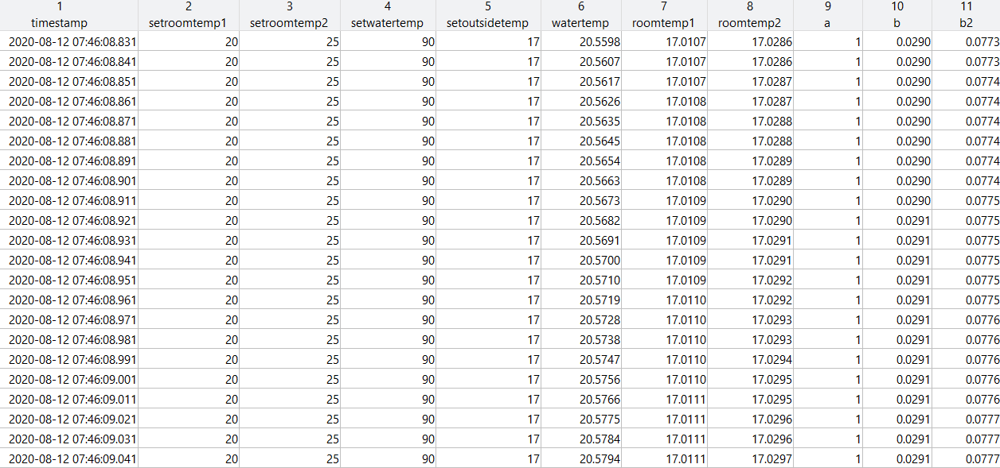 1 2 3 4 5 6 7 8 9 10 11
timestamp setroomtemp1 setroomtemp2 setwatertemp setoutsidetemp watertemp roomtemp1 roomtemp2 a b b2
2020-08-12 07:46:08.831 20 25 90 17 20.5598 17.0107 17.0286 1 0.0290 0.0773
2020-08-12 07:46:08.841 20 25 90 17 20.5607 17.0107 17.0286 1 0.0290 0.0773
2020-08-12 07:46:08.851 20 25 90 17 20.5617 17.0107 17.0287 1 0.0290 0.0774
2020-08-12 07:46:08.861 20 25 90 17 20.5626 17.0108 17.0287 1 0.0290 0.0774
2020-08-12 07:46:08.871 20 25 90 17 20.5635 17.0108 17.0288 1 0.0290 0.0774
2020-08-12 07:46:08.881 20 25 90 17 20.5645 17.0108 17.0288 1 0.0290 0.0774
2020-08-12 07:46:08.891 20 25 90 17 20.5654 17.0108 17.0289 1 0.0290 0.0774
2020-08-12 07:46:08.901 20 25 90 17 20.5663 17.0108 17.0289 1 0.0290 0.0774
2020-08-12 07:46:08.911 20 25 90 17 20.5673 17.0109 17.0290 1 0.0290 0.0775
2020-08-12 07:46:08.921 20 25 90 17 20.5682 17.0109 17.0290 1 0.0291 0.0775
2020-08-12 07:46:08.931 20 25 90 17 20.5691 17.0109 17.0291 1 0.0291 0.0775
2020-08-12 07:46:08.941 20 25 90 17 20.5700 17.0109 17.0291 1 0.0291 0.0775
2020-08-12 07:46:08.951 20 25 90 17 20.5710 17.0109 17.0292 1 0.0291 0.0775
2020-08-12 07:46:08.961 20 25 90 17 20.5719 17.0110 17.0292 1 0.0291 0.0775
2020-08-12 07:46:08.971 20 25 90 17 20.5728 17.0110 17.0293 1 0.0291 0.0776
2020-08-12 07:46:08.981 20 25 90 17 20.5738 17.0110 17.0293 1 0.0291 0.0776
2020-08-12 07:46:08.991 20 25 90 17 20.5747 17.0110 17.0294 1 0.0291 0.0776
2020-08-12 07:46:09.001 20 25 90 17 20.5756 17.0110 17.0295 1 0.0291 0.0776
2020-08-12 07:46:09.011 20 25 90 17 20.5766 17.0111 17.0295 1 0.0291 0.0776
2020-08-12 07:46:09.021 20 25 90 17 20.5775 17.0111 17.0296 1 0.0291 0.0777
2020-08-12 07:46:09.031 20 25 90 17 20.5784 17.0111 17.0296 1 0.0291 0.0777
2020-08-12 07:46:09.041 20 25 90 17 20.5794 17.0111 17.0297 1 0.0291 0.0777